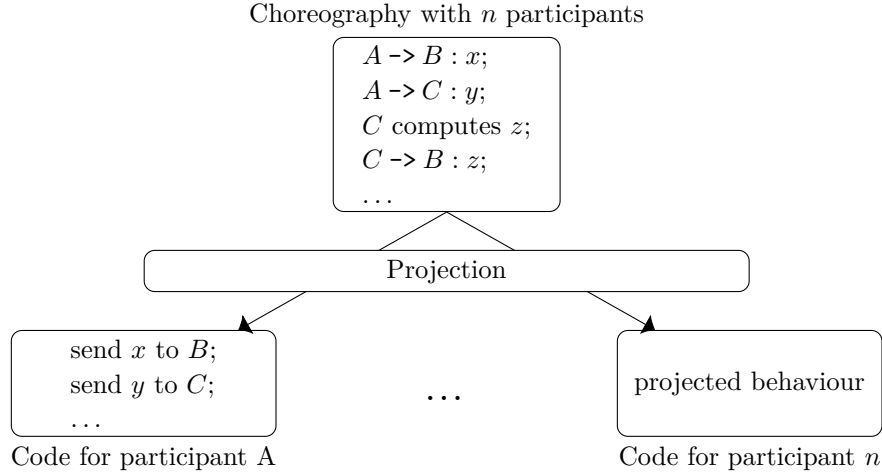 Choreography with n participants
A -> B : x;
A -> C : y;
C computes z;
C -> B : z;
...
Projection
send x to B;
send y to C;
...
Code for participant A
...
projected behaviour
Code for participant n